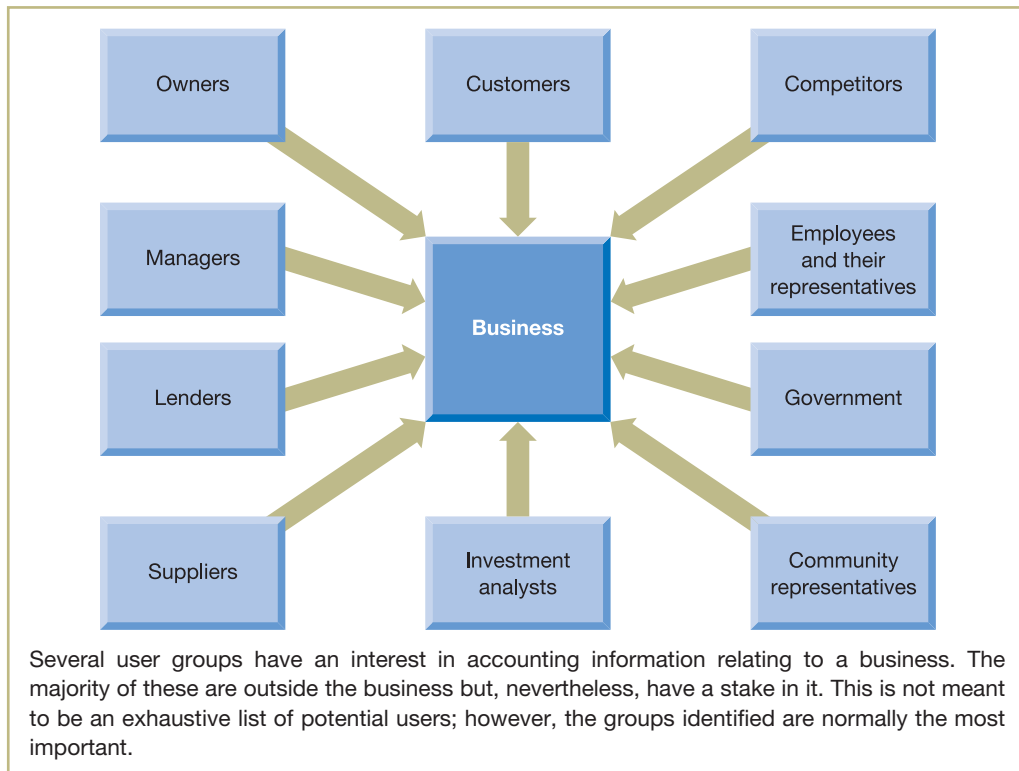 Owners
Customers
Competitors
Managers
Employees
and their
representatives
Business
Lenders
Government
Suppliers
Investment
analysts
Community
representatives
Several user groups have an interest in accounting information relating to a business. The
majority of these are outside the business but, nevertheless, have a stake in it. This is not meant
to be an exhaustive list of potential users; however, the groups identified are normally the most
important.